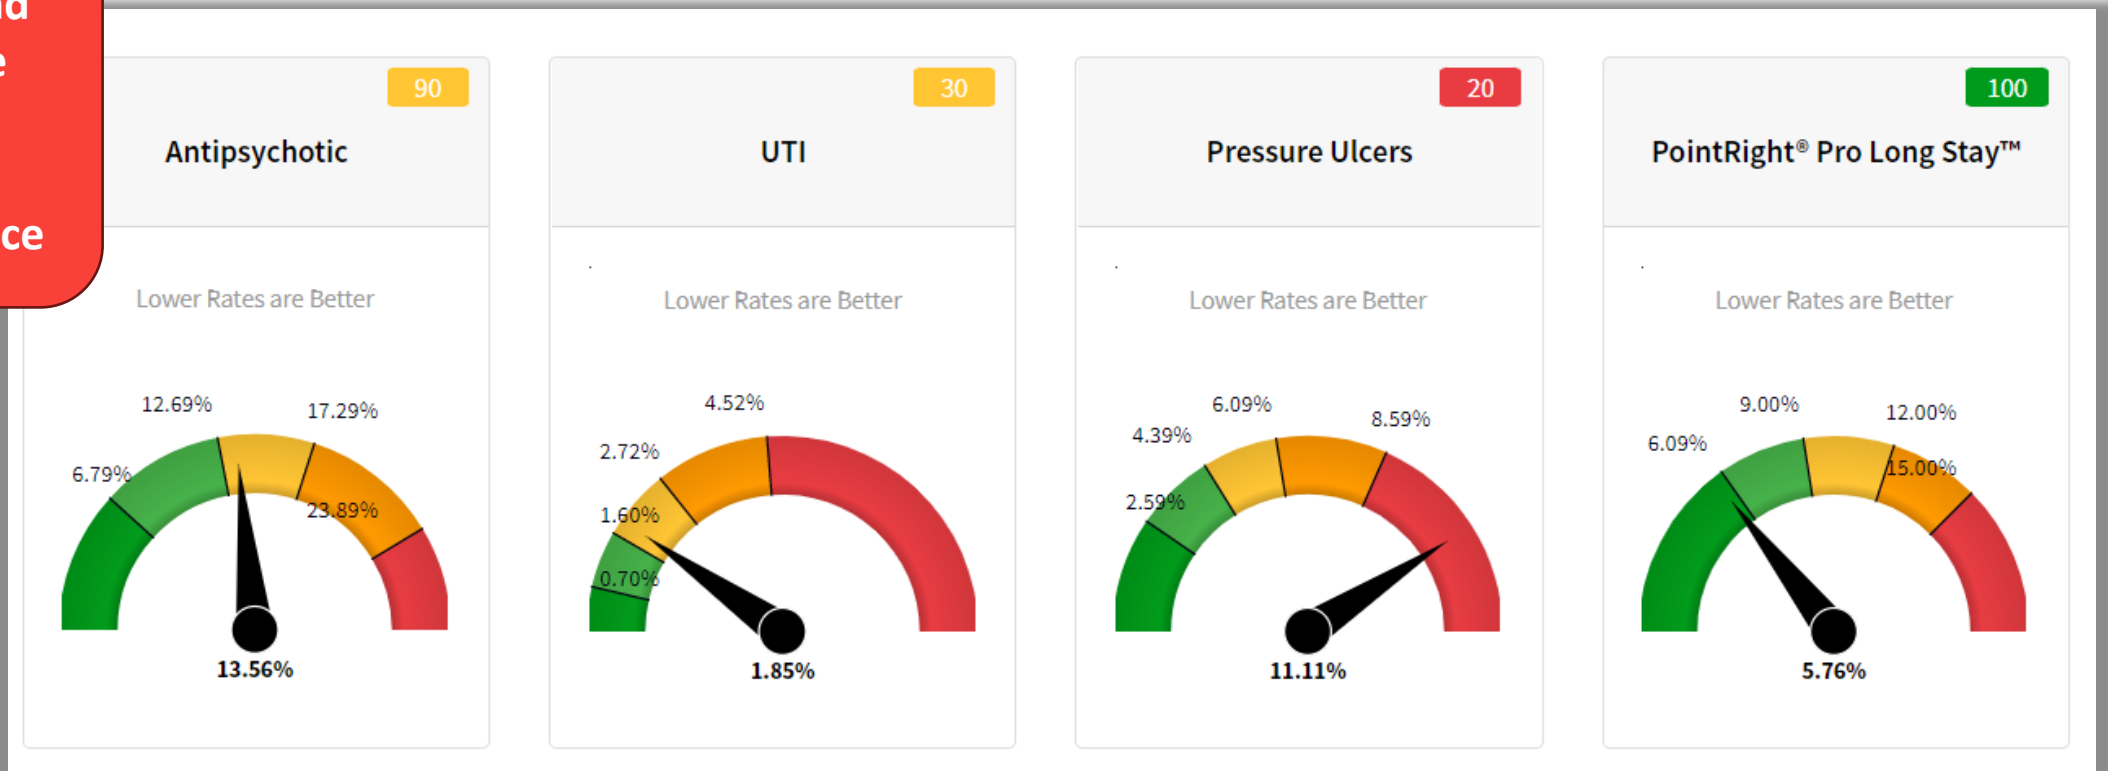 ce
90
Antipsychotic
Lower Rates are Better
12.69%
17.29%
6.79%
23.89%
13.56%
30
UTI
Lower Rates are Better
4.52%
2.72%
1.60%
0.70%
1.85%
20
Pressure Ulcers
Lower Rates are Better
6.09%
8.59%
4.39%
2.59%
11.11%
100
PointRight® Pro Long Stay™
Lower Rates are Better
9.00%
12.00%
6.09%
15.00%
5.76%